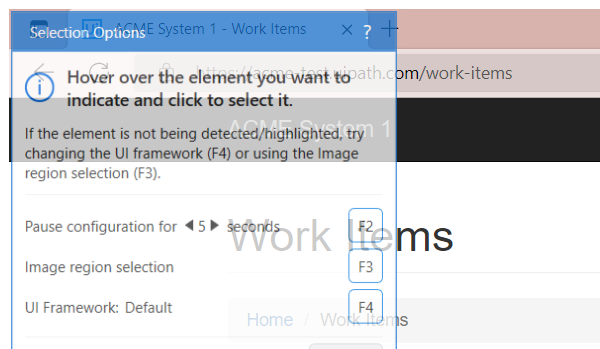 Selection Options
?
ACME System 1 - Work Items
https://acme-test.uipath.com/work-items
Hover over the element you want to
indicate and click to select it.
ACME System 1
If the element is not being detected/highlighted, try
changing the UI framework (F4) or using the Image
region selection (F3).
Pause configuration for 5 seconds
F2
Work Items
Image region selection
F3
UI Framework: Default
F4
Home / Work Items